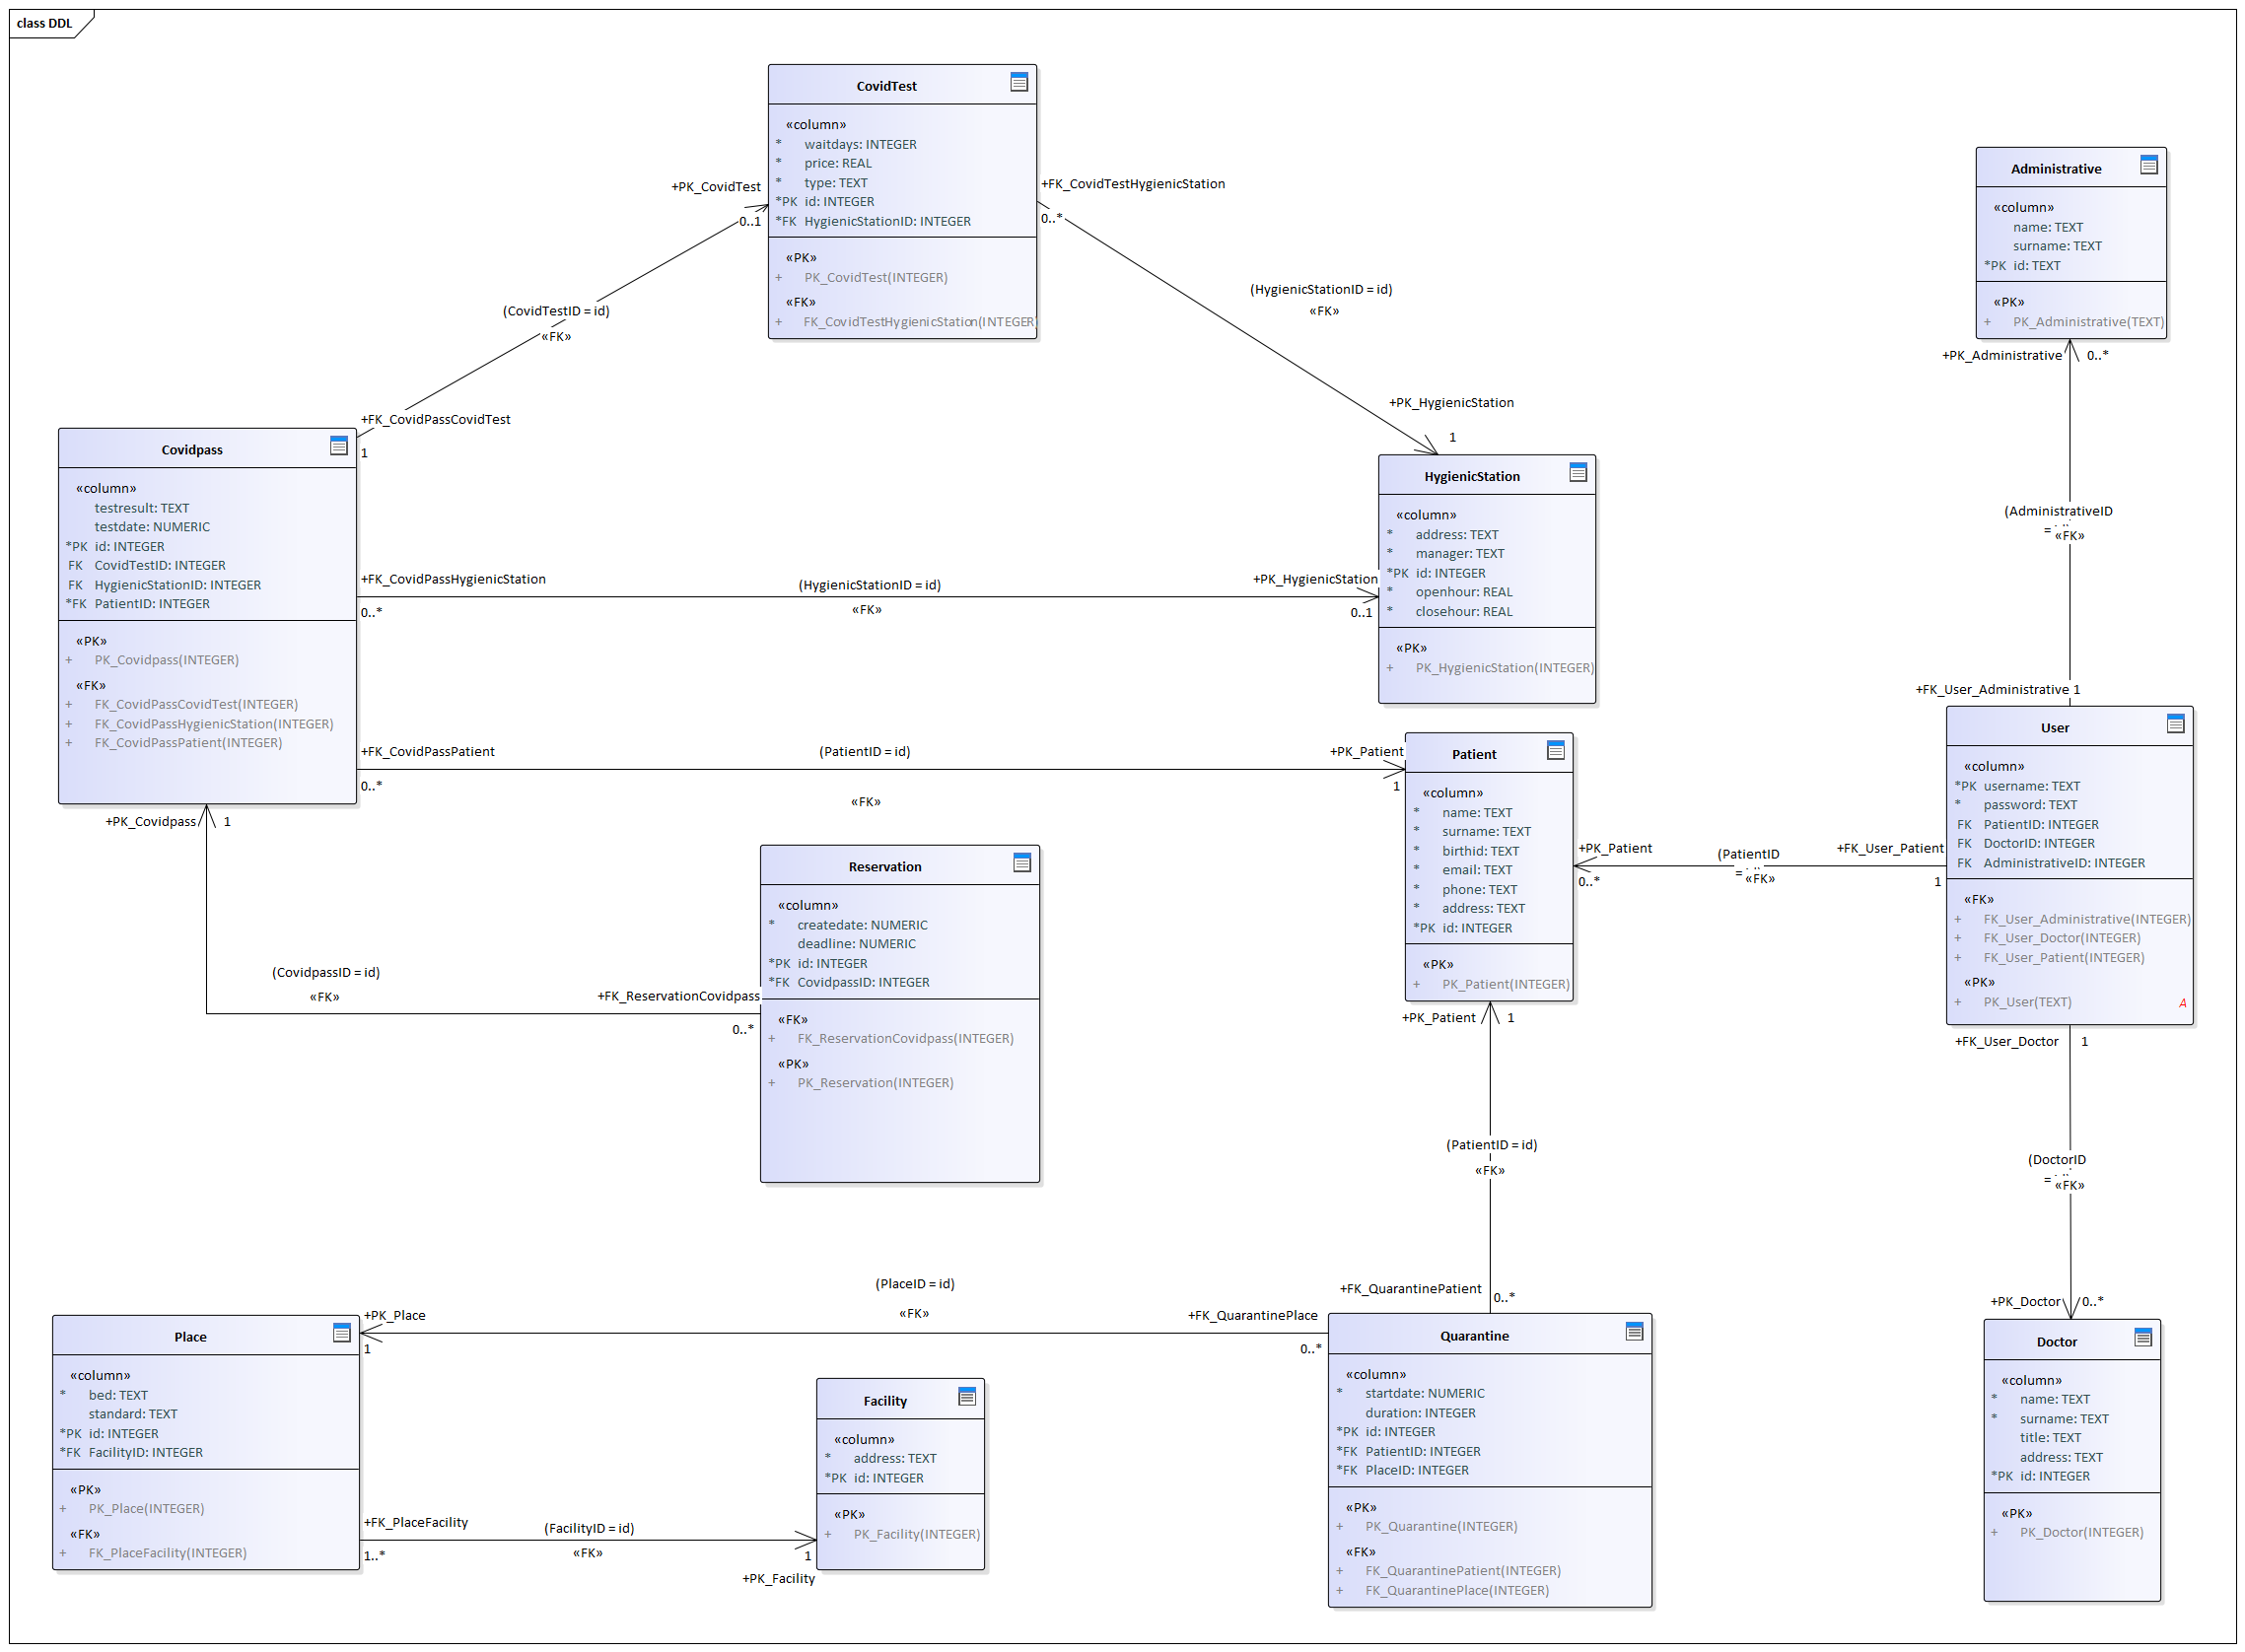 class DDL
CovidTest
«column»
* waitdays: INTEGER
* price: REAL
* type: TEXT
*PK id: INTEGER
*FK HygienicStationID: INTEGER
«PK»
+ PK_CovidTest(INTEGER)
«FK»
+ FK_CovidTestHygienicStation(INTEGER)
+PK_CovidTest
0..1
+FK_CovidTestHygienicStation
0..*
(CovidTestID = id)
«FK»
+FK_CovidPassCovidTest
1
(HygienicStationID = id)
«FK»
+PK_HygienicStation
1
Administrative
«column»
name: TEXT
surname: TEXT
*PK id: TEXT
«PK»
+ PK_Administrative(TEXT)
+PK_Administrative
0..*
(AdministrativeID
=
«FK»
+FK_User_Administrative 1
Covidpass
«column»
testresult: TEXT
testdate: NUMERIC
*PK id: INTEGER
FK CovidTestID: INTEGER
FK HygienicStationID: INTEGER
*FK PatientID: INTEGER
«PK»
+ PK_Covidpass(INTEGER)
«FK»
+ FK_CovidPassCovidTest(INTEGER)
+ FK_CovidPassHygienicStation(INTEGER)
+ FK_CovidPassPatient(INTEGER)
+FK_CovidPassHygienicStation
0..*
(HygienicStationID = id)
«FK»
+PK_HygienicStation
0..1
HygienicStation
«column»
* address: TEXT
* manager: TEXT
*PK id: INTEGER
* openhour: REAL
* closehour: REAL
«PK»
+ PK_HygienicStation(INTEGER)
+FK_CovidPassPatient
0..*
(PatientID = id)
«FK»
+PK_Patient
1
Patient
«column»
* name: TEXT
* surname: TEXT
* birthid: TEXT
* email: TEXT
* phone: TEXT
* address: TEXT
*PK id: INTEGER
«PK»
+ PK_Patient(INTEGER)
User
«column»
*PK username: TEXT
* password: TEXT
FK PatientID: INTEGER
FK DoctorID: INTEGER
FK AdministrativeID: INTEGER
«FK»
+ FK_User_Administrative(INTEGER)
+ FK_User_Doctor(INTEGER)
+ FK_User_Patient(INTEGER)
«PK»
+ PK_User(TEXT)
A
+PK_Patient
0..*
(PatientID
=
«FK»
+FK_User_Patient
1
+PK_Covidpass
1
(CovidpassID = id)
«FK»
+FK_ReservationCovidpass
0..*
Reservation
«column»
* createdate: NUMERIC
deadline: NUMERIC
*PK id: INTEGER
*FK CovidpassID: INTEGER
«FK»
+ FK_ReservationCovidpass(INTEGER)
«PK»
+ PK_Reservation(INTEGER)
+PK_Patient
1
(PatientID = id)
«FK»
+FK_QuarantinePatient
0..*
+FK_User_Doctor
1
(DoctorID
=
«FK»
+PK_Doctor
0..*
+PK_Place
1
(PlaceID = id)
«FK»
+FK_QuarantinePlace
0..*
Place
«column»
* bed: TEXT
standard: TEXT
*PK id: INTEGER
*FK FacilityID: INTEGER
«PK»
+ PK_Place(INTEGER)
«FK»
+ FK_PlaceFacility(INTEGER)
+FK_PlaceFacility
1..*
(FacilityID = id)
«FK»
1
+PK_Facility
Facility
«column»
* address: TEXT
*PK id: INTEGER
«PK»
+ PK_Facility(INTEGER)
Quarantine
«column»
* startdate: NUMERIC
duration: INTEGER
*PK id: INTEGER
*FK PatientID: INTEGER
*FK PlaceID: INTEGER
«PK»
+ PK_Quarantine(INTEGER)
«FK»
+ FK_QuarantinePatient(INTEGER)
+ FK_QuarantinePlace(INTEGER)
Doctor
«column»
* name: TEXT
* surname: TEXT
title: TEXT
address: TEXT
*PK id: INTEGER
«PK»
+ PK_Doctor(INTEGER)